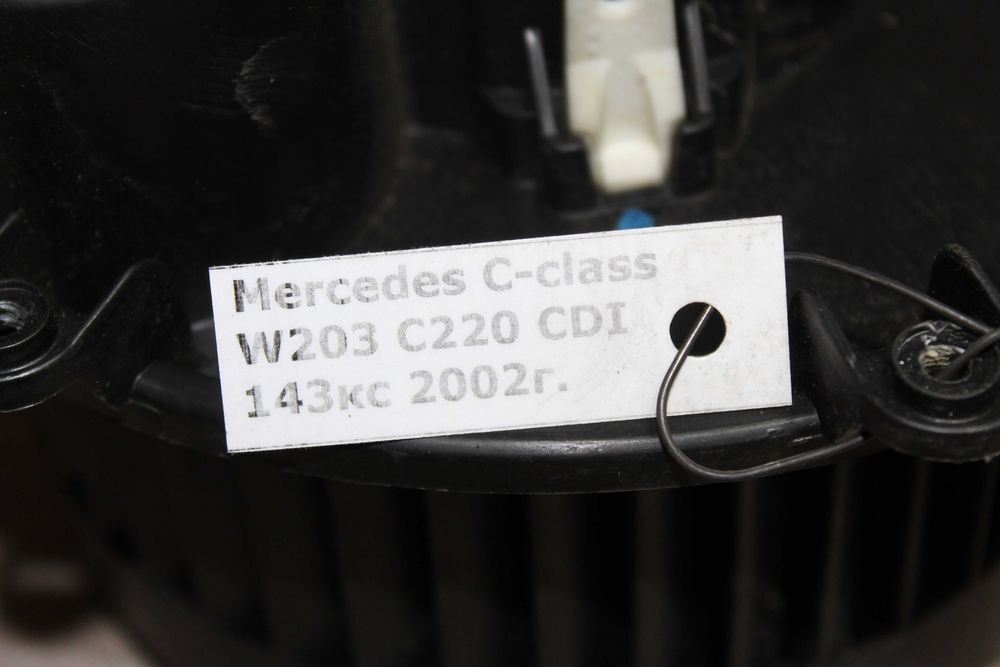 Mercedes C-class
W203 C220 CDI
143кс 2002г.